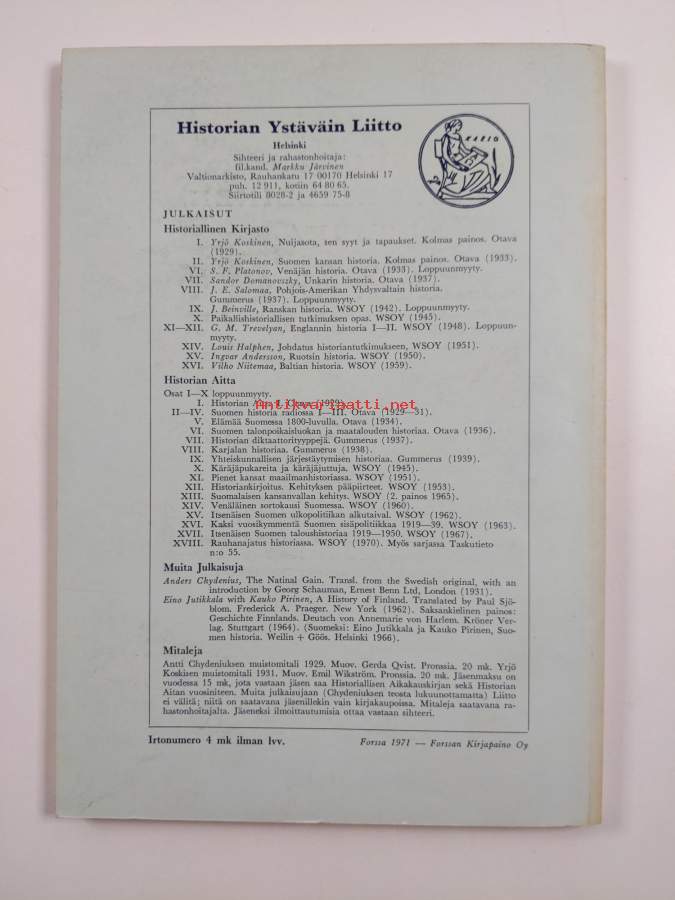 Historian Ystäväin Liitto
Helsinki
Sihteeri ja rahastonhoitaja:
fil.kand. Markku Järvinen
Valtionarkisto, Rauhankatu 17 00170 Helsinki 17
puh. 12 911, kotiin 64 80 65.
Siirtotili 8028-2 ja 4659 75-8
KLEIO
JULKAISUT
Historiallinen Kirjasto
I. Yrjö Koskinen, Nuijasota, sen syyt ja tapaukset. Kolmas painos. Otava
(1929).
II. Yrjö Koskinen, Suomen kansan historia. Kolmas painos. Otava (1933).
VI. S. F. Platonov, Venäjän historia. Otava (1933). Loppuunmyyty.
VII. Sandor Domanovszky, Unkarin historia. Otava (1937).
VIII. J. E. Salomaa, Pohjois-Amerikan Yhdysvaltain historia.
Gummerus (1937). Loppuunmyyty.
IX. J. Beinville, Ranskan historia. WSOY (1942). Loppuunmyyty.
X. Paikallishistoriallisen tutkimuksen opas. WSOY (1945).
XI—XII. G. M. Trevelyan, Englannin historia I—II. WSOY (1948). Loppuun-
myyty.
XIV. Louis Halphen, Johdatus historiantutkimukseen, WSOY (1951).
XV. Ingvar Andersson, Ruotsin historia. WSOY (1950).
XVI. Vilho Niitemaa, Baltian historia. WSOY (1959).
Historian Aitta
Osat I—X loppuunmyyty.
I. Historian Aitta I. Otava (1929).
Antikvariaatti.net
II—IV. Suomen historia radiossa I—III. Otava (1929—31).
V. Elämää Suomessa 1800-luvulla. Otava (1934).
VI. Suomen talonpoikaisluokan ja maatalouden historiaa. Otava (1936).
VII. Historian diktaattorityyppejä. Gummerus (1937).
VIII. Karjalan historiaa. Gummerus (1938).
IX. Yhteiskunnallisen järjestäytymisen historiaa. Gummerus (1939).
X. Käräjäpukareita ja käräjäjuttuja. WSOY (1945).
XI. Pienet kansat maailmanhistoriassa. WSOY (1951).
XII. Historiankirjoitus. Kehityksen pääpiirteet. WSOY (1953).
XIII. Suomalaisen kansanvallan kehitys. WSOY (2. painos 1965).
XIV. Venäläinen sortokausi Suomessa. WSOY (1960).
XV. Itsenäisen Suomen ulkopolitiikan alkutaival. WSOY (1962).
XVI. Kaksi vuosikymmentä Suomen sisäpolitiikkaa 1919—39. WSOY (1963).
XVII. Itsenäisen Suomen taloushistoriaa 1919—1950. WSOY (1967).
XVIII. Rauhanajatus historiassa. WSOY (1970). Myös sarjassa Taskutieto
n:o 55.
Muita Julkaisuja
Anders Chydenius, The Natinal Gain. Transl. from the Swedish original, with an
introduction by Georg Schauman, Ernest Benn Ltd, London (1931).
Eino Jutikkala with Kauko Pirinen, A History of Finland. Translated by Paul Sjö-
blom. Frederick A. Praeger. New York (1962). Saksankielinen painos:
Geschichte Finnlands. Deutsch von Annemarie von Harlem. Kröner Ver-
lag. Stuttgart (1964). (Suomeksi: Eino Jutikkala ja Kauko Pirinen, Suo-
men historia. Weilin + Göös. Helsinki 1966).
Mitaleja
Antti Chydeniuksen muistomitali 1929. Muov. Gerda Qvist. Pronssia. 20 mk. Yrjö
Koskisen muistomitali 1931. Muov. Emil Wikström. Pronssia. 20 mk. Jäsenmaksu on
vuodessa 15 mk, jota vastaan jäsen saa Historiallisen Aikakauskirjan sekä Historian
Aitan vuosiniteen. Muita julkaisujaan (Chydeniuksen teosta lukuunottamatta) Liitto
ei välitä; niitä on saatavana jäsenillekin vain kirjakaupoissa. Mitaleja saatavana ra-
hastonhoitajalta. Jäseneksi ilmoittautumisia ottaa vastaan sihteeri.
Irtonumero 4 mk ilman lvv.
Forssa 1971 — Forssan Kirjapaino Oy